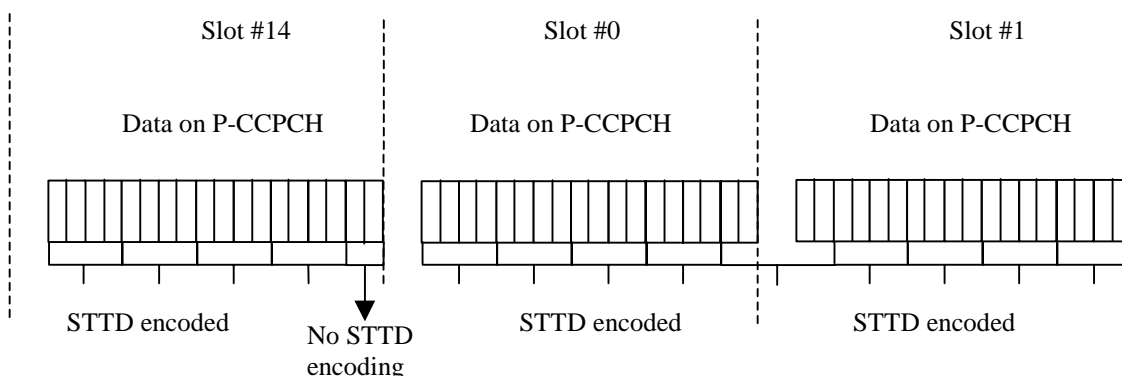 Slot #14
Slot #0
Slot #1
Data on P-CCPCH
Data on P-CCPCH
Data on P-CCPCH
STTD encoded
STTD encoded
STTD encoded
No STTD
encoding